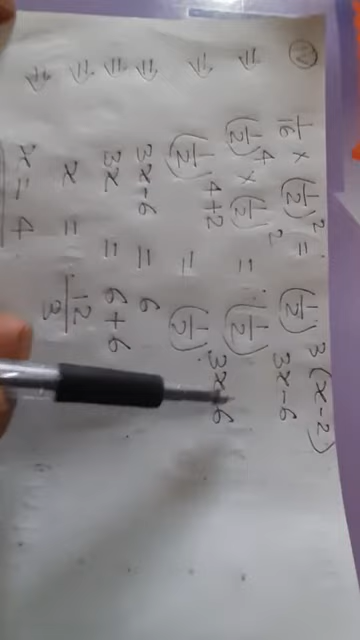 (iv) 1/16 × (1/2)² = (1/2)^3(x-2)
⇒ (1/2)⁴ × (1/2)² = (1/2)^3x-6
⇒ (1/2)^4+2 = (1/2)^3x-6
⇒ 3x-6 = 6
⇒ 3x = 6+6
⇒ x = 12/3
⇒ x = 4